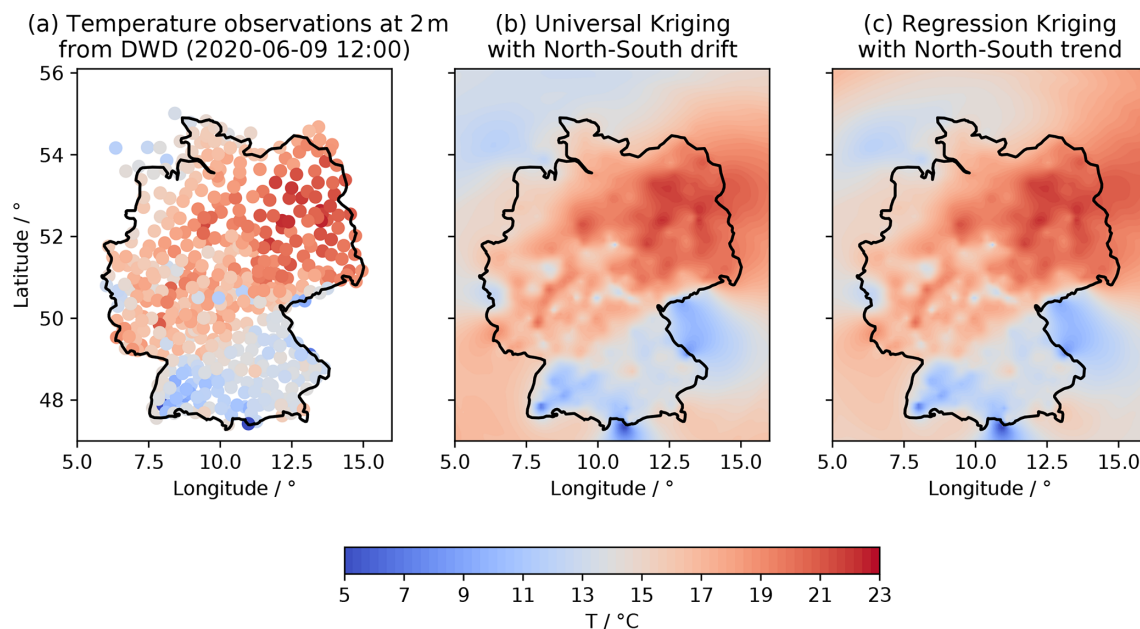 (a) Temperature observations at 2 m
from DWD (2020-06-09 12:00)
(b) Universal Kriging
with North-South drift
(c) Regression Kriging
with North-South trend
56
54
52
50
48
Latitude / °
5.0 7.5 10.0 12.5 15.0
Longitude / °
5.0 7.5 10.0 12.5 15.0
Longitude / °
5.0 7.5 10.0 12.5 15.0
Longitude / °
5 7 9 11 13 15 17 19 21 23
T / °C